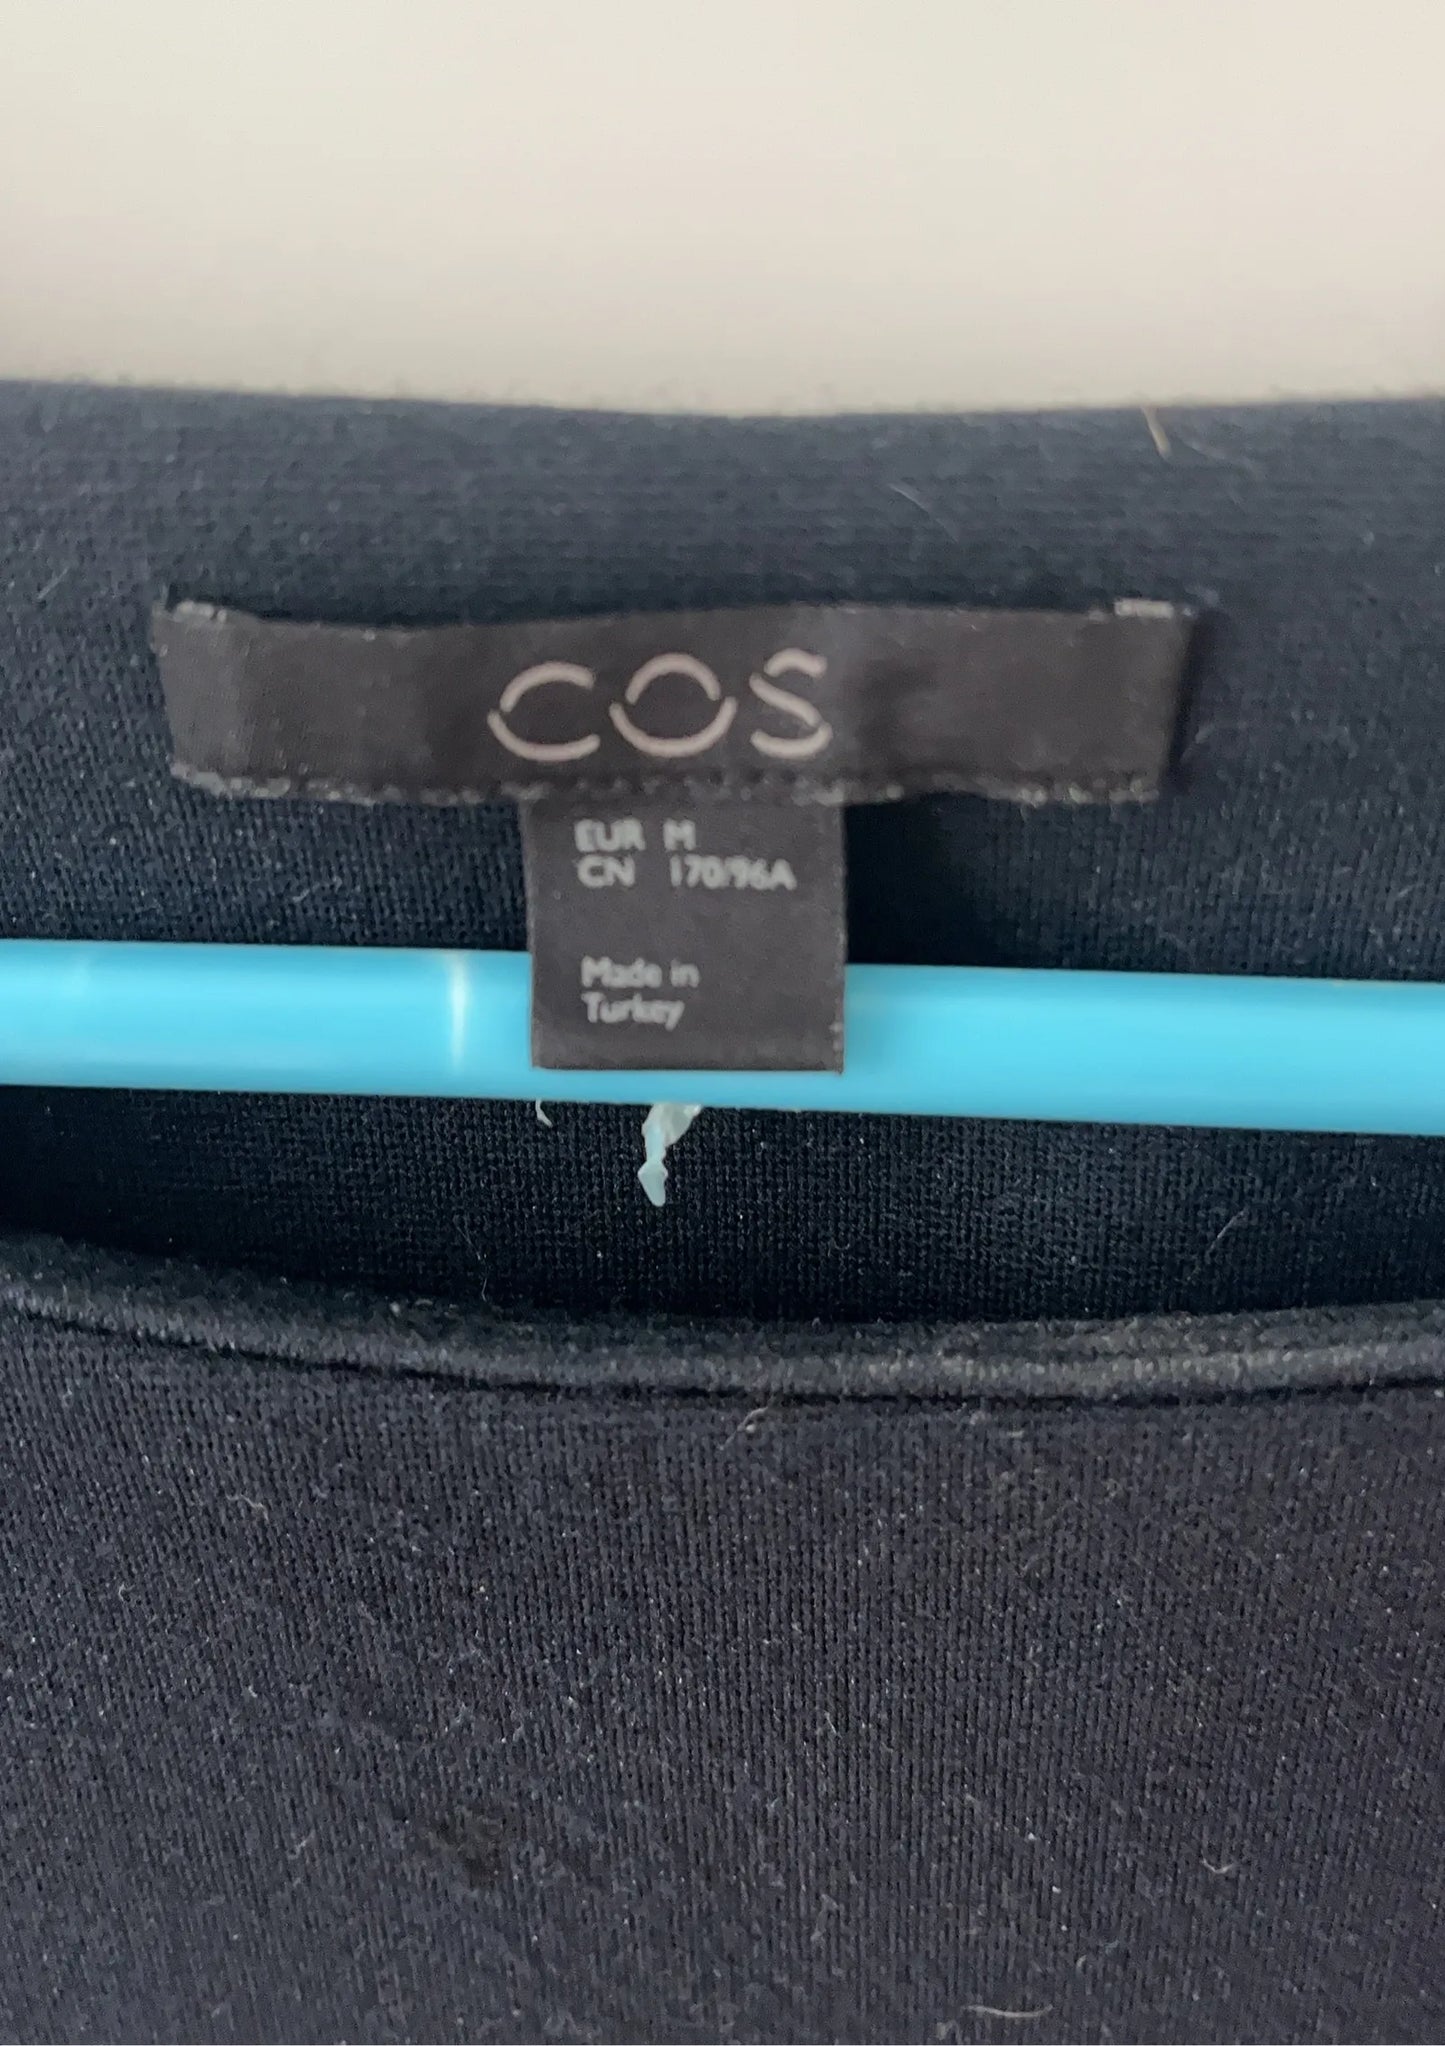 COS
EUR M
CN 170/96A
Made in
Turkey